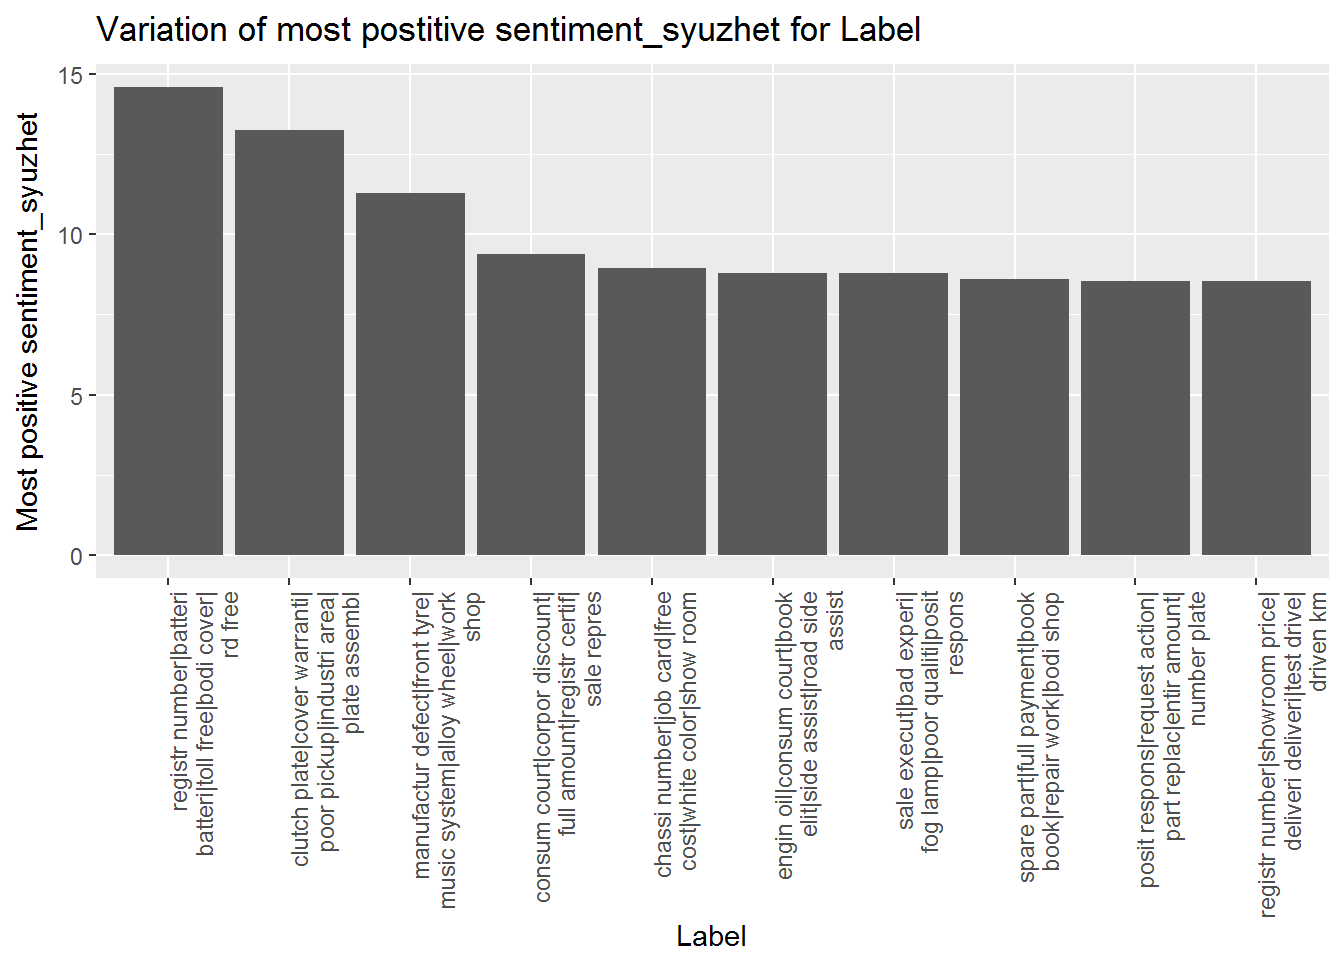 Variation of most postitive sentiment_syuzhet for Label
Most positive sentiment_syuzhet
15
10
5
0
registr number|batteri
batteri|toll free|bodi cover|
rd free
clutch plate|cover warranti|
poor pickup|industri area|
plate assembl
manufactur defect|front tyre|
music system|alloy wheel|work
shop
consum court|corpor discount|
full amount|registr certif|
sale repres
chassi number|job card|free
cost|white color|show room
engin oil|consum court|book
elit|side assist|road side
assist
sale execut|bad experi|
fog lamp|poor qualiti|posit
respons
spare part|full payment|book
book|repair work|bodi shop
posit respons|request action|
part replac|entir amount|
number plate
registr number|showroom price|
deliveri deliveri|test drive|
driven km
Label